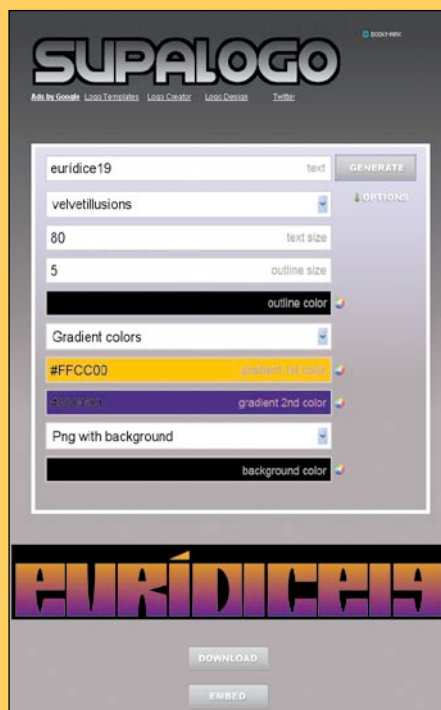 BOOKMARK
SUPALOGO
Ads by Google Logo Templates Logo Creator Logo Design Twitter
eurídice19 text GENERATE
velvetillusions OPTIONS
80 text size
5 outline size
outline color
Gradient colors
#FFCC00 gradient 1st color
gradient 2nd color
Png with background
background color
EURÍDICE19
DOWNLOAD
EMBED